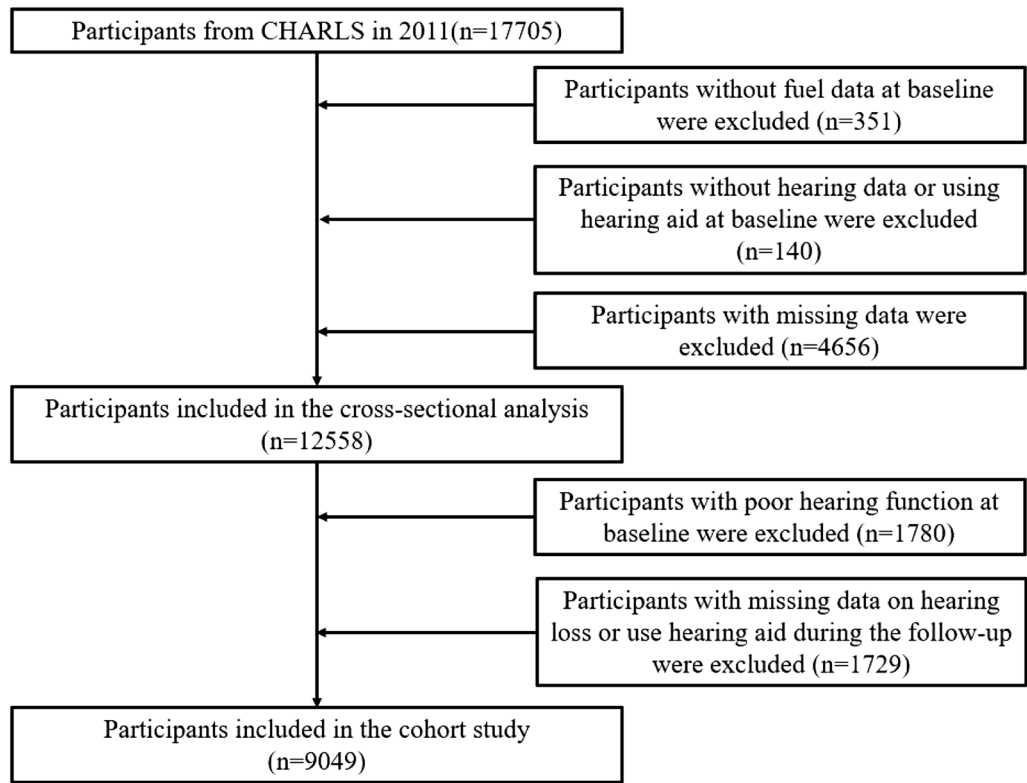 Participants from CHARLS in 2011(n=17705)
Participants without fuel data at baseline
were excluded (n=351)
Participants without hearing data or using
hearing aid at baseline were excluded
(n=140)
Participants with missing data were
excluded (n=4656)
Participants included in the cross-sectional analysis
(n=12558)
Participants with poor hearing function at
baseline were excluded (n=1780)
Participants with missing data on hearing
loss or use hearing aid during the follow-up
were excluded (n=1729)
Participants included in the cohort study
(n=9049)